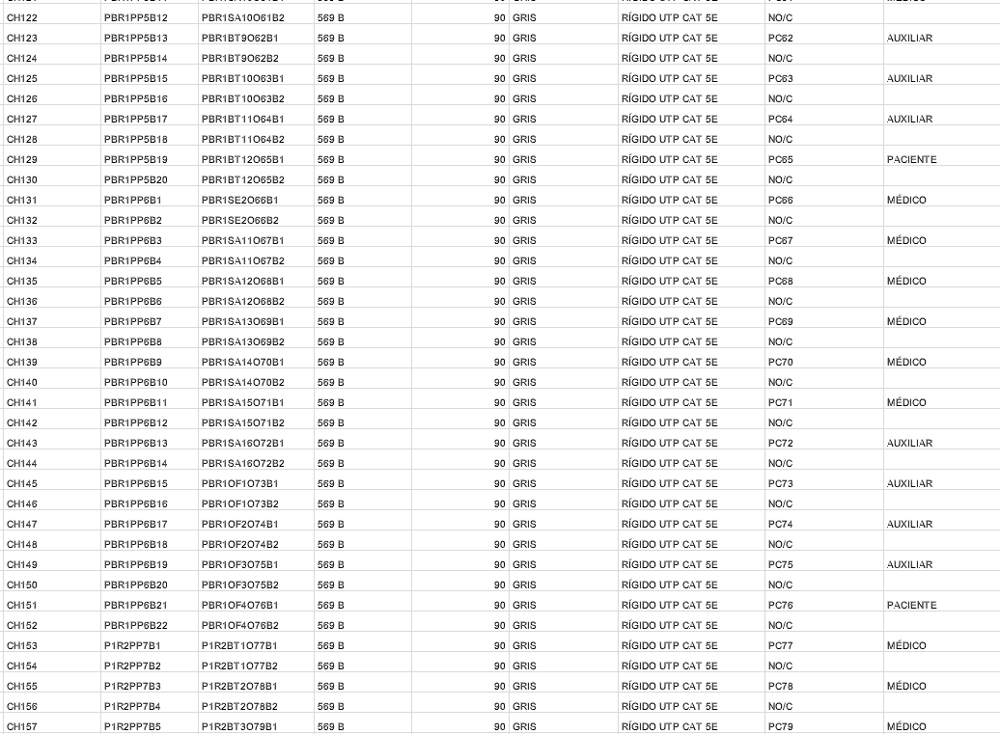 CH122 PBR1PP5B12 PBR1SA10O61B2 569 B 90 GRIS RÍGIDO UTP CAT 5E NO/C
CH123 PBR1PP5B13 PBR1BT9O62B1 569 B 90 GRIS RÍGIDO UTP CAT 5E PC62 AUXILIAR
CH124 PBR1PP5B14 PBR1BT9O62B2 569 B 90 GRIS RÍGIDO UTP CAT 5E NO/C
CH125 PBR1PP5B15 PBR1BT10O63B1 569 B 90 GRIS RÍGIDO UTP CAT 5E PC63 AUXILIAR
CH126 PBR1PP5B16 PBR1BT10O63B2 569 B 90 GRIS RÍGIDO UTP CAT 5E NO/C
CH127 PBR1PP5B17 PBR1BT11O64B1 569 B 90 GRIS RÍGIDO UTP CAT 5E PC64 AUXILIAR
CH128 PBR1PP5B18 PBR1BT11O64B2 569 B 90 GRIS RÍGIDO UTP CAT 5E NO/C
CH129 PBR1PP5B19 PBR1BT12O65B1 569 B 90 GRIS RÍGIDO UTP CAT 5E PC65 PACIENTE
CH130 PBR1PP5B20 PBR1BT12O65B2 569 B 90 GRIS RÍGIDO UTP CAT 5E NO/C
CH131 PBR1PP6B1 PBR1SE2O66B1 569 B 90 GRIS RÍGIDO UTP CAT 5E PC66 MÉDICO
CH132 PBR1PP6B2 PBR1SE2O66B2 569 B 90 GRIS RÍGIDO UTP CAT 5E NO/C
CH133 PBR1PP6B3 PBR1SA11O67B1 569 B 90 GRIS RÍGIDO UTP CAT 5E PC67 MÉDICO
CH134 PBR1PP6B4 PBR1SA11O67B2 569 B 90 GRIS RÍGIDO UTP CAT 5E NO/C
CH135 PBR1PP6B5 PBR1SA12O68B1 569 B 90 GRIS RÍGIDO UTP CAT 5E PC68 MÉDICO
CH136 PBR1PP6B6 PBR1SA12O68B2 569 B 90 GRIS RÍGIDO UTP CAT 5E NO/C
CH137 PBR1PP6B7 PBR1SA13O69B1 569 B 90 GRIS RÍGIDO UTP CAT 5E PC69 MÉDICO
CH138 PBR1PP6B8 PBR1SA13O69B2 569 B 90 GRIS RÍGIDO UTP CAT 5E NO/C
CH139 PBR1PP6B9 PBR1SA14O70B1 569 B 90 GRIS RÍGIDO UTP CAT 5E PC70 MÉDICO
CH140 PBR1PP6B10 PBR1SA14O70B2 569 B 90 GRIS RÍGIDO UTP CAT 5E NO/C
CH141 PBR1PP6B11 PBR1SA15O71B1 569 B 90 GRIS RÍGIDO UTP CAT 5E PC71 MÉDICO
CH142 PBR1PP6B12 PBR1SA15O71B2 569 B 90 GRIS RÍGIDO UTP CAT 5E NO/C
CH143 PBR1PP6B13 PBR1SA16O72B1 569 B 90 GRIS RÍGIDO UTP CAT 5E PC72 AUXILIAR
CH144 PBR1PP6B14 PBR1SA16O72B2 569 B 90 GRIS RÍGIDO UTP CAT 5E NO/C
CH145 PBR1PP6B15 PBR1OF1O73B1 569 B 90 GRIS RÍGIDO UTP CAT 5E PC73 AUXILIAR
CH146 PBR1PP6B16 PBR1OF1O73B2 569 B 90 GRIS RÍGIDO UTP CAT 5E NO/C
CH147 PBR1PP6B17 PBR1OF2O74B1 569 B 90 GRIS RÍGIDO UTP CAT 5E PC74 AUXILIAR
CH148 PBR1PP6B18 PBR1OF2O74B2 569 B 90 GRIS RÍGIDO UTP CAT 5E NO/C
CH149 PBR1PP6B19 PBR1OF3O75B1 569 B 90 GRIS RÍGIDO UTP CAT 5E PC75 AUXILIAR
CH150 PBR1PP6B20 PBR1OF3O75B2 569 B 90 GRIS RÍGIDO UTP CAT 5E NO/C
CH151 PBR1PP6B21 PBR1OF4O76B1 569 B 90 GRIS RÍGIDO UTP CAT 5E PC76 PACIENTE
CH152 PBR1PP6B22 PBR1OF4O76B2 569 B 90 GRIS RÍGIDO UTP CAT 5E NO/C
CH153 P1R2PP7B1 P1R2BT1O77B1 569 B 90 GRIS RÍGIDO UTP CAT 5E PC77 MÉDICO
CH154 P1R2PP7B2 P1R2BT1O77B2 569 B 90 GRIS RÍGIDO UTP CAT 5E NO/C
CH155 P1R2PP7B3 P1R2BT2O78B1 569 B 90 GRIS RÍGIDO UTP CAT 5E PC78 MÉDICO
CH156 P1R2PP7B4 P1R2BT2O78B2 569 B 90 GRIS RÍGIDO UTP CAT 5E NO/C
CH157 P1R2PP7B5 P1R2BT3O79B1 569 B 90 GRIS RÍGIDO UTP CAT 5E PC79 MÉDICO